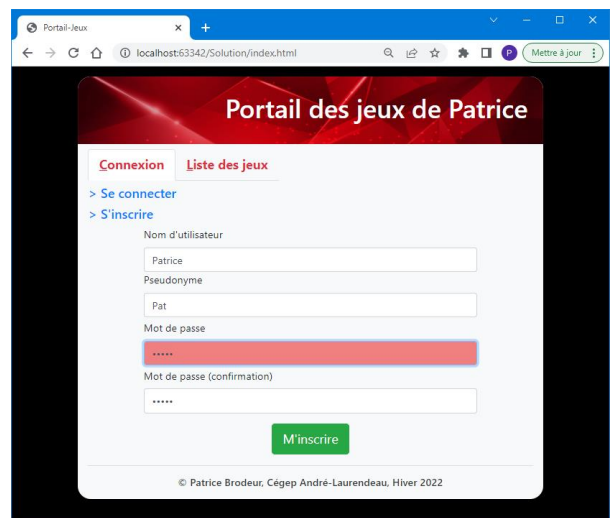 Portail-Jeux
localhost:63342/Solution/index.html
P
Mettre à jour
Portail des jeux de Patrice
Connexion
Liste des jeux
> Se connecter
> S'inscrire
Nom d'utilisateur
Patrice
Pseudonyme
Pat
Mot de passe
•••••
Mot de passe (confirmation)
•••••
M'inscrire
© Patrice Brodeur, Cégep André-Laurendeau, Hiver 2022